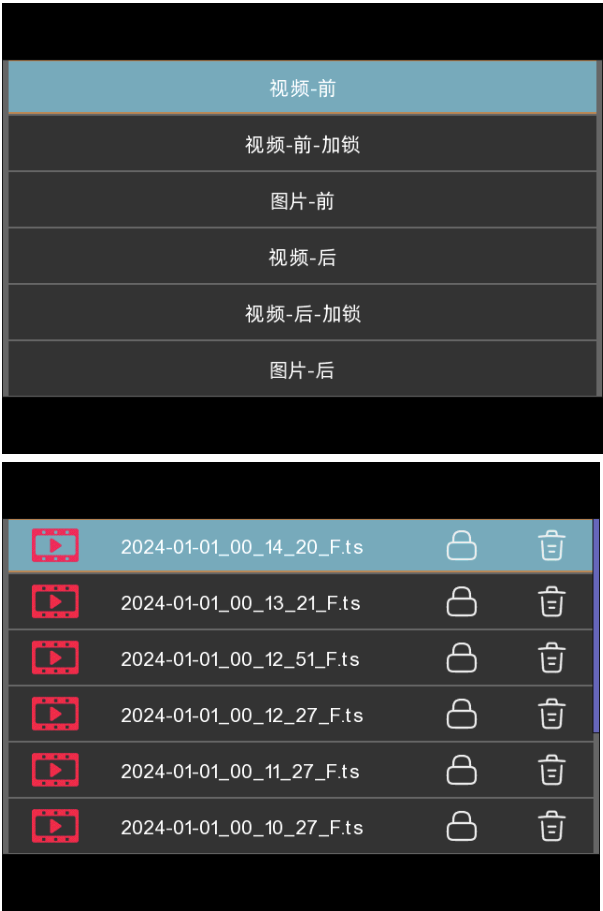 视频-前
视频-前-加锁
图片-前
视频-后
视频-后-加锁
图片-后
2024-01-01_00_14_20_F.ts
2024-01-01_00_13_21_F.ts
2024-01-01_00_12_51_F.ts
2024-01-01_00_12_27_F.ts
2024-01-01_00_11_27_F.ts
2024-01-01_00_10_27_F.ts